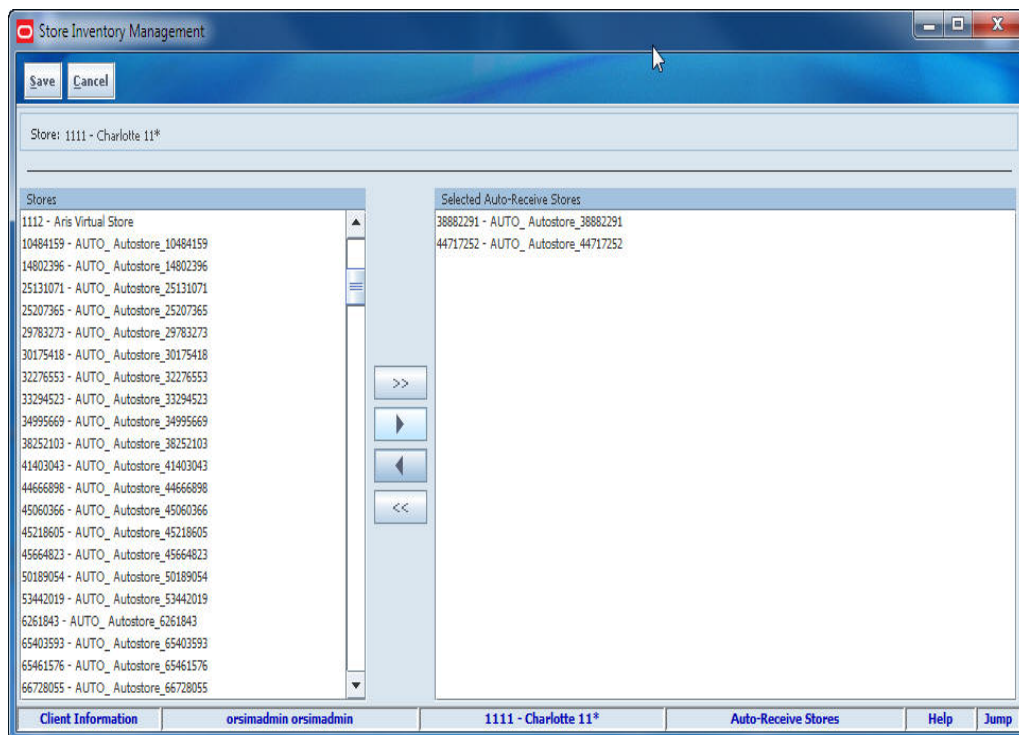 Store Inventory Management
Save Cancel
Store: 1111 - Charlotte 11*
Stores
1112 - Aris Virtual Store
10484159 - AUTO_ Autostore_10484159
14802396 - AUTO_ Autostore_14802396
25131071 - AUTO_ Autostore_25131071
25207365 - AUTO_ Autostore_25207365
29783273 - AUTO_ Autostore_29783273
30175418 - AUTO_ Autostore_30175418
32276553 - AUTO_ Autostore_32276553
33294523 - AUTO_ Autostore_33294523
34995669 - AUTO_ Autostore_34995669
38252103 - AUTO_ Autostore_38252103
41403043 - AUTO_ Autostore_41403043
44666898 - AUTO_ Autostore_44666898
45060366 - AUTO_ Autostore_45060366
45218605 - AUTO_ Autostore_45218605
45664823 - AUTO_ Autostore_45664823
50189054 - AUTO_ Autostore_50189054
53442019 - AUTO_ Autostore_53442019
6261843 - AUTO_ Autostore_6261843
65403593 - AUTO_ Autostore_65403593
65461576 - AUTO_ Autostore_65461576
66728055 - AUTO_ Autostore_66728055
>>
<<
Selected Auto-Receive Stores
38882291 - AUTO_ Autostore_38882291
44717252 - AUTO_ Autostore_44717252
Client Information orsimadmin orsimadmin 1111 - Charlotte 11* Auto-Receive Stores Help Jump